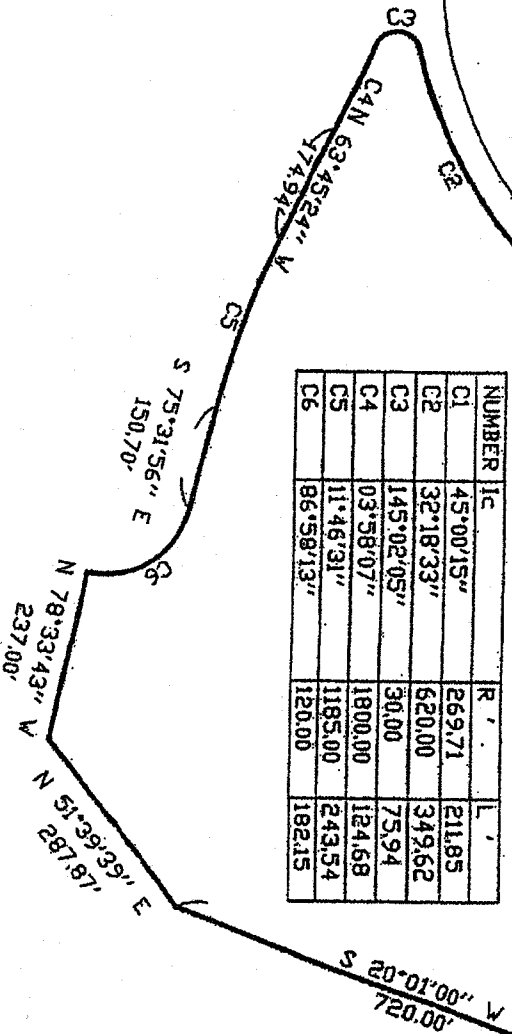 C3
C2
C4
N 63°45'24" W
174.94'
C5
S 75°31'56" E
150.70'
C6
N 78°33'43" W
237.00'
N 51°39'39" E
287.87'
S 20°01'00" W
720.00'
NUMBER Ic R ' L '
C1 45°00'15" 269.71 211.85
C2 32°18'33" 620.00 349.62
C3 145°02'05" 30.00 75.94
C4 03°58'07" 1800.00 124.68
C5 11°46'31" 1185.00 243.54
C6 86°58'13" 120.00 182.15